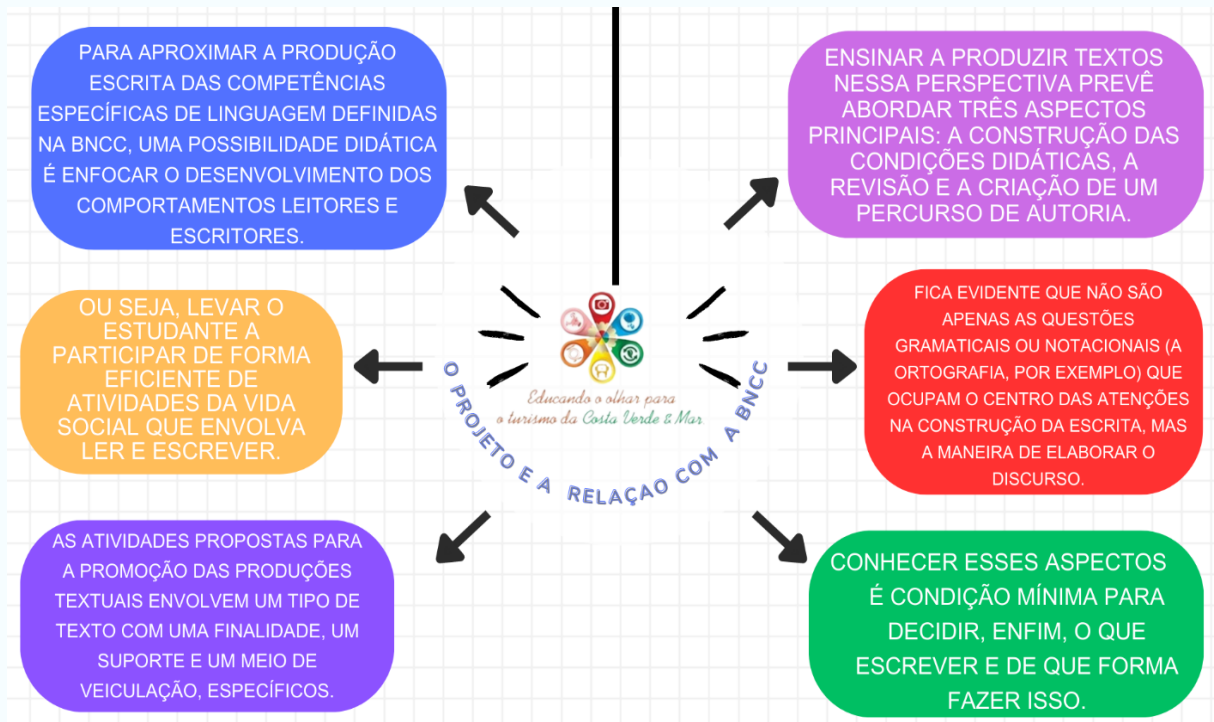 PARA APROXIMAR A PRODUÇÃO
ESCRITA DAS COMPETÊNCIAS
ESPECÍFICAS DE LINGUAGEM DEFINIDAS
NA BNCC, UMA POSSIBILIDADE DIDÁTICA
É ENFOCAR O DESENVOLVIMENTO DOS
COMPORTAMENTOS LEITORES E
ESCRITORES.
OU SEJA, LEVAR O
ESTUDANTE A
PARTICIPAR DE FORMA
EFICIENTE DE
ATIVIDADES DA VIDA
SOCIAL QUE ENVOLVA
LER E ESCREVER.
AS ATIVIDADES PROPOSTAS PARA
A PROMOÇÃO DAS PRODUÇÕES
TEXTUAIS ENVOLVEM UM TIPO DE
TEXTO COM UMA FINALIDADE, UM
SUPORTE E UM MEIO DE
VEICULAÇÃO, ESPECÍFICOS.
Educando o olhar para
o turismo da Costa Verde & Mar
O PROJETO E A RELAÇAO COM A BNCC
ENSINAR A PRODUZIR TEXTOS
NESSA PERSPECTIVA PREVÊ
ABORDAR TRÊS ASPECTOS
PRINCIPAIS: A CONSTRUÇÃO DAS
CONDIÇÕES DIDÁTICAS, A
REVISÃO E A CRIAÇÃO DE UM
PERCURSO DE AUTORIA.
FICA EVIDENTE QUE NÃO SÃO
APENAS AS QUESTÕES
GRAMATICAIS OU NOTACIONAIS (A
ORTOGRAFIA, POR EXEMPLO) QUE
OCUPAM O CENTRO DAS ATENÇÕES
NA CONSTRUÇÃO DA ESCRITA, MAS
A MANEIRA DE ELABORAR O
DISCURSO.
CONHECER ESSES ASPECTOS
É CONDIÇÃO MÍNIMA PARA
DECIDIR, ENFIM, O QUE
ESCREVER E DE QUE FORMA
FAZER ISSO.